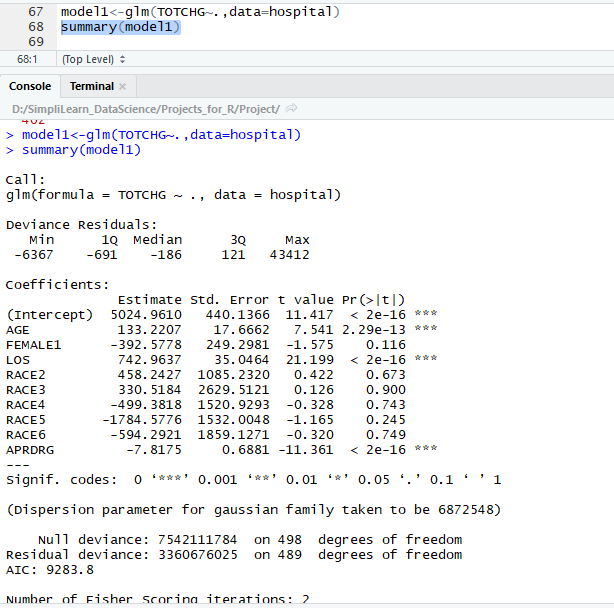 67 model1<-glm(TOTCHG~.,data=hospital)
68 summary(model1)
69
68:1 (Top Level)
Console Terminal ×
D:/SimpliLearn_DataScience/Projects_for_R/Project/
> model1<-glm(TOTCHG~.,data=hospital)
> summary(model1)
Call:
glm(formula = TOTCHG ~ ., data = hospital)
Deviance Residuals:
Min 1Q Median 3Q Max
-6367 -691 -186 121 43412
Coefficients:
Estimate Std. Error t value Pr(>|t|)
(Intercept) 5024.9610 440.1366 11.417 < 2e-16 ***
AGE 133.2207 17.6662 7.541 2.29e-13 ***
FEMALE1 -392.5778 249.2981 -1.575 0.116
LOS 742.9637 35.0464 21.199 < 2e-16 ***
RACE2 458.2427 1085.2320 0.422 0.673
RACE3 330.5184 2629.5121 0.126 0.900
RACE4 -499.3818 1520.9293 -0.328 0.743
RACE5 -1784.5776 1532.0048 -1.165 0.245
RACE6 -594.2921 1859.1271 -0.320 0.749
APRDRG -7.8175 0.6881 -11.361 < 2e-16 ***
---
Signif. codes: 0 ‘***’ 0.001 ‘**’ 0.01 ‘*’ 0.05 ‘.’ 0.1 ‘ ’ 1
(Dispersion parameter for gaussian family taken to be 6872548)
Null deviance: 7542111784 on 498 degrees of freedom
Residual deviance: 3360676025 on 489 degrees of freedom
AIC: 9283.8
Number of Fisher Scoring iterations: 2